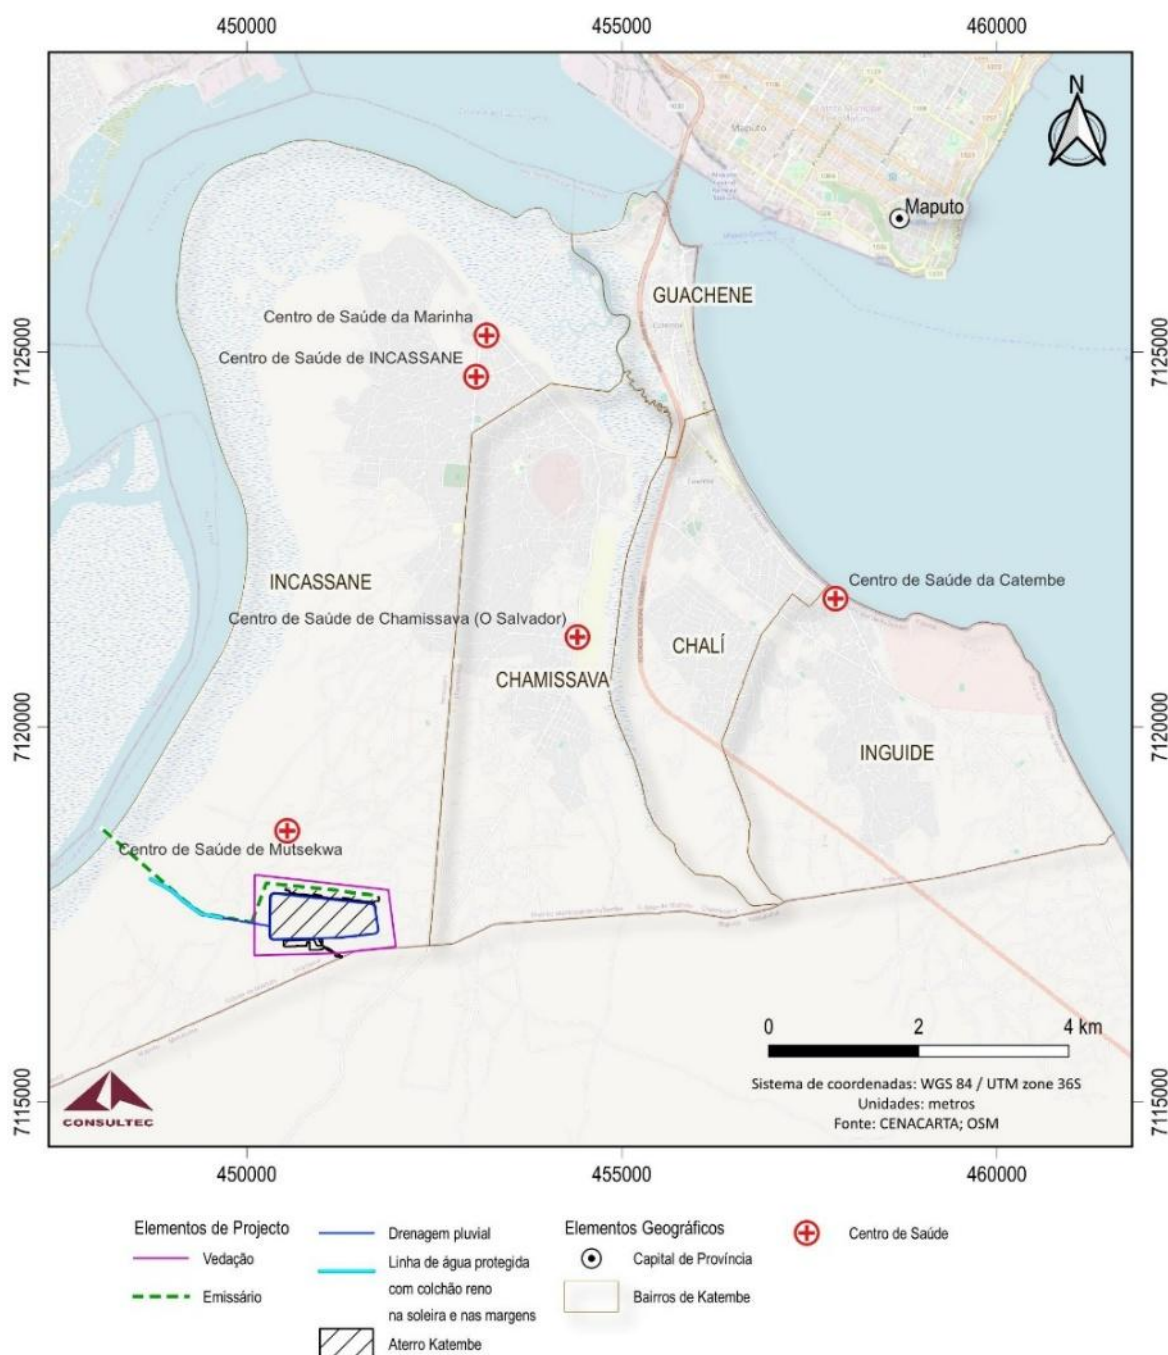 450000
455000
460000
N
Maputo
Maputo
GUACHENE
Centro de Saúde da Marinha
Centro de Saúde de INCASSANE
7125000
7125000
INCASSANE
Centro de Saúde da Catembe
Centro de Saúde de Chamissava (O Salvador)
CHALÍ
CHAMISSAVA
7120000
7120000
INGUIDE
Centro de Saúde de Mutsekwa
0 2 4 km
Sistema de coordenadas: WGS 84 / UTM zone 36S
Unidades: metros
Fonte: CENACARTA; OSM
CONSULTEC
7115000
7115000
450000
455000
460000
Elementos de Projecto
Vedação
Emissário
Drenagem pluvial
Linha de água protegida
com colchão reno
na soleira e nas margens
Aterro Katembe
Elementos Geográficos
Capital de Província
Bairros de Katembe
Centro de Saúde